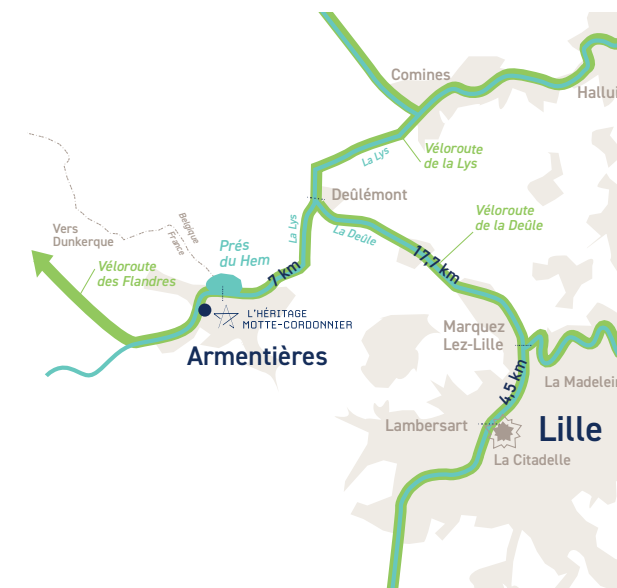 Comines
Hallui
Véloroute
de la Lys
La Lys
Deûlémont
Véloroute
de la Deûle
La Lys
La Deûle
Belgique
France
Vers
Dunkerque
Prés
du Hem
17,7 km
Véloroute
des Flandres
7 km
L'HÉRITAGE
MOTTE-CORDONNIER
Marquez
Lez-Lille
Armentières
4,5 km
La Madelein
Lambersart
Lille
La Citadelle